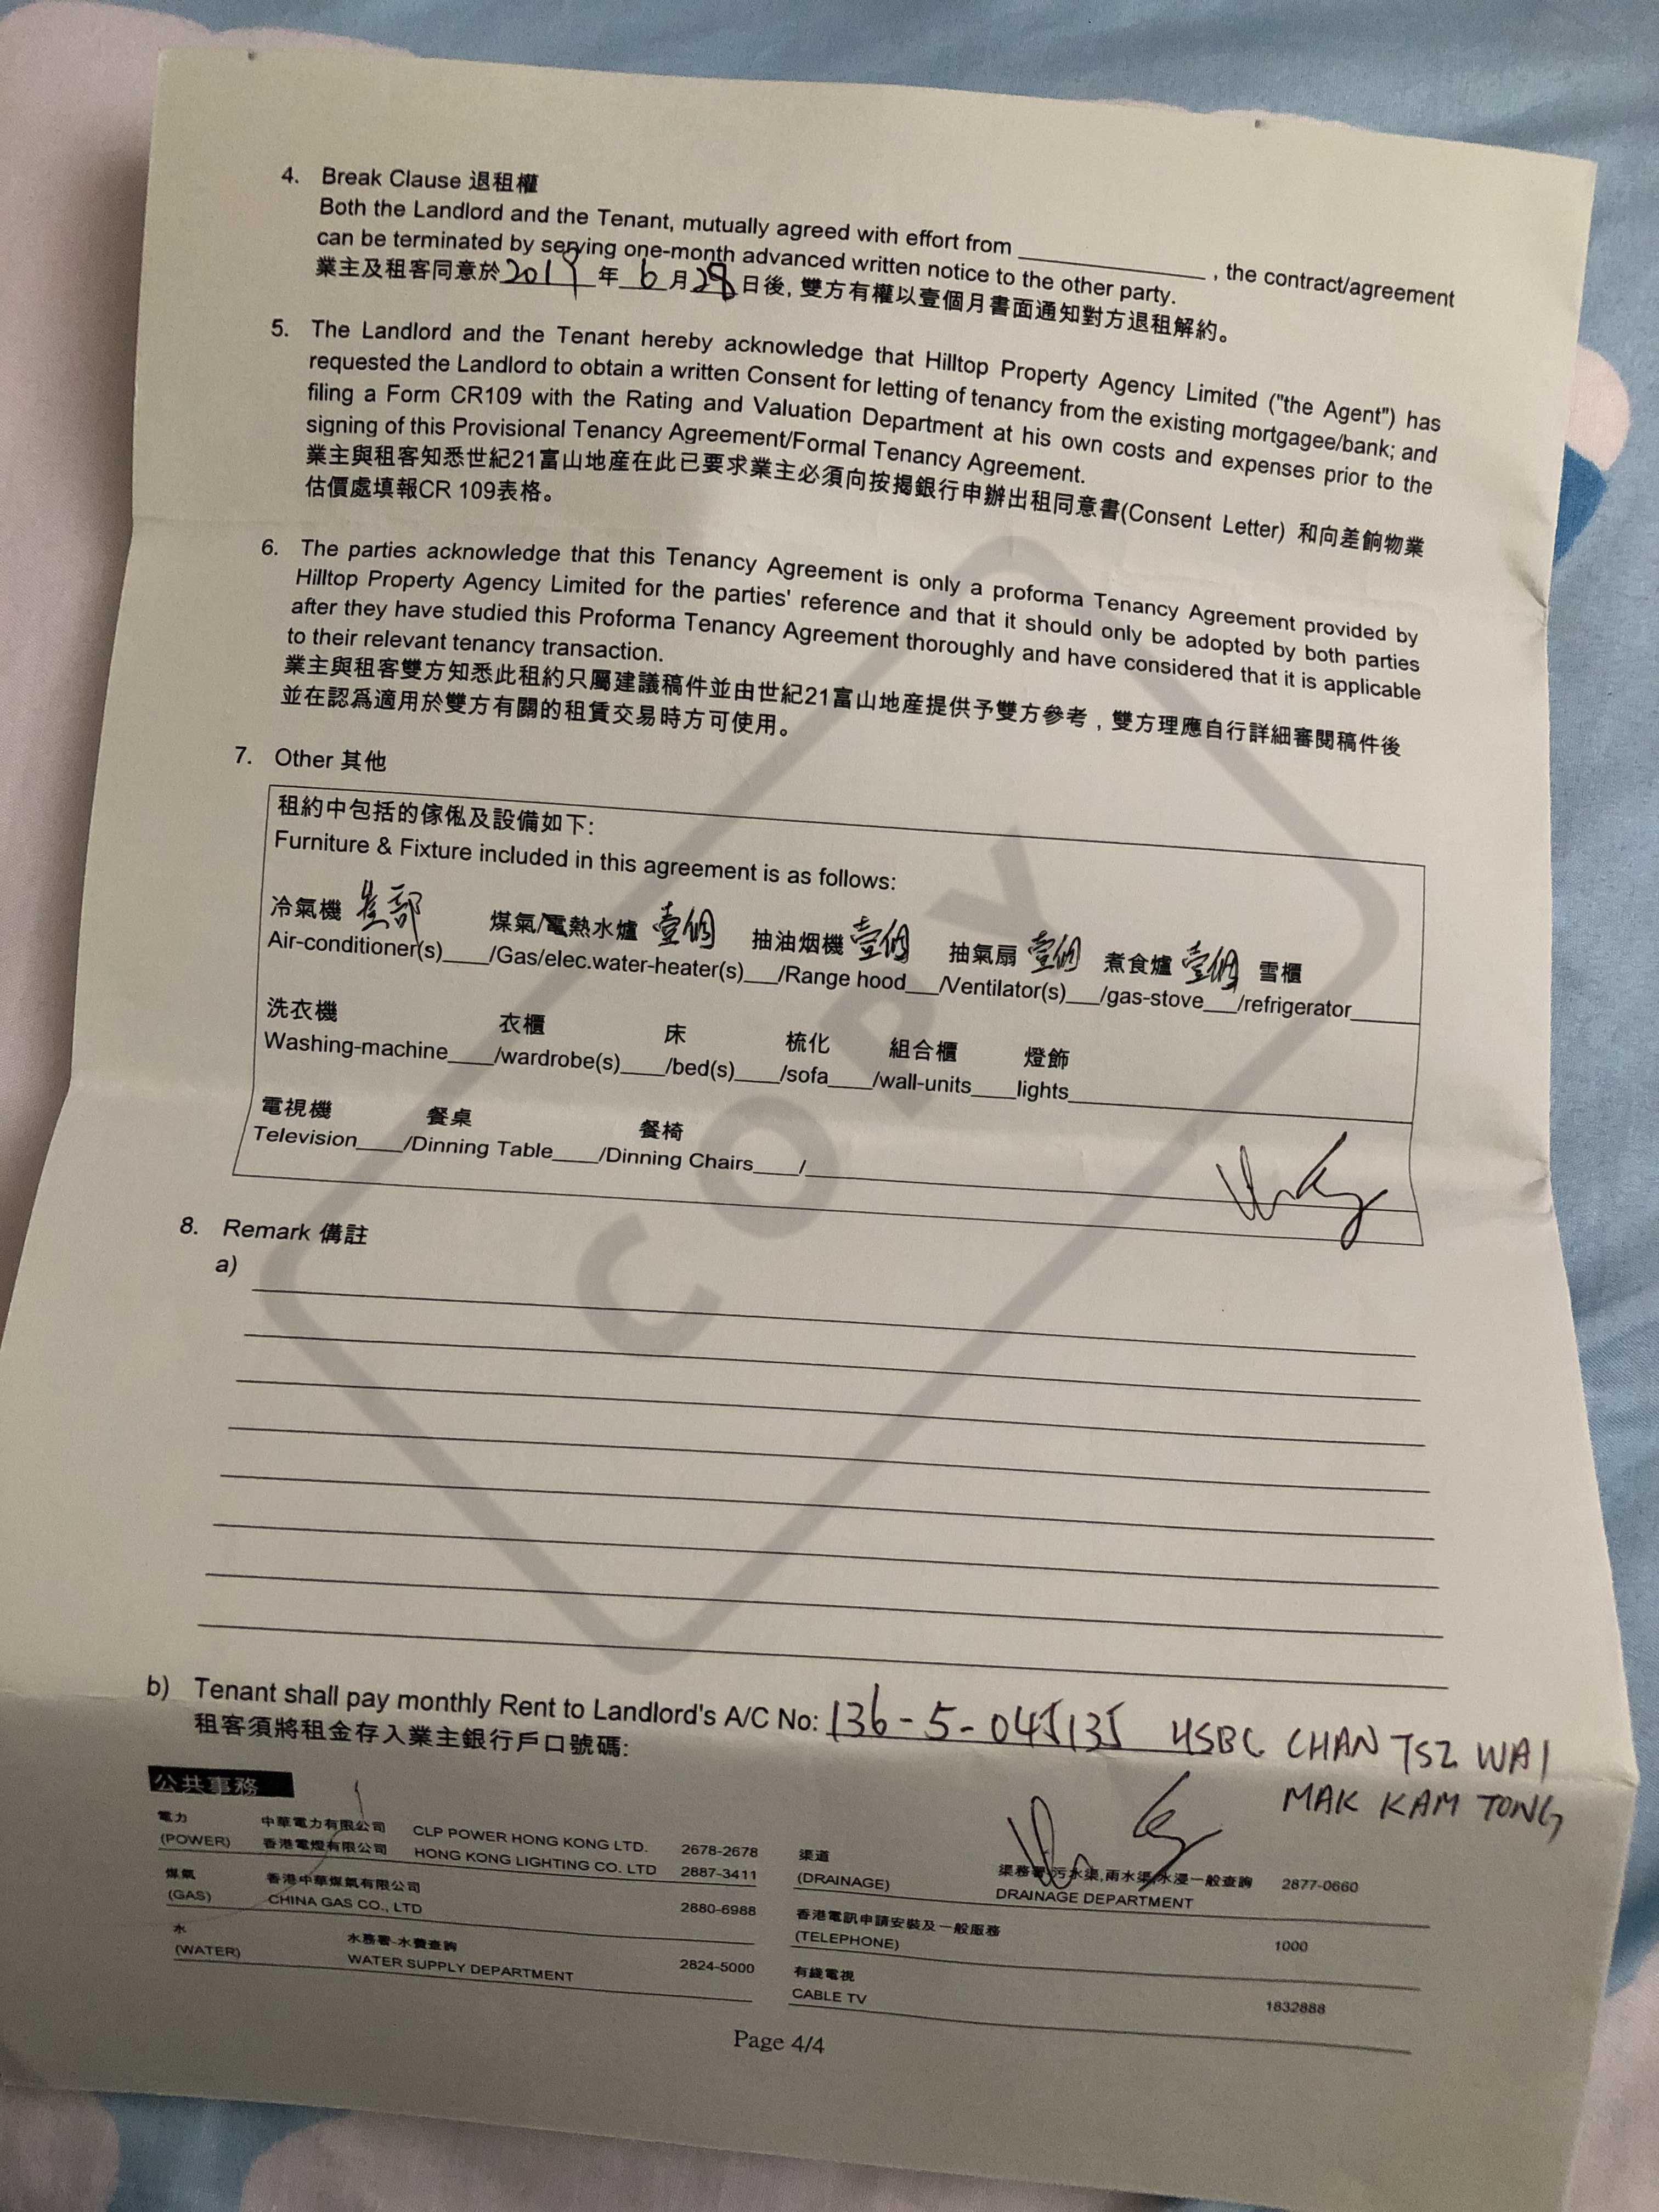 4. Break Clause 退租權
Both the Landlord and the Tenant, mutually agreed with effort from ____________, the contract/agreement
can be terminated by serving one-month advanced written notice to the other party.
業主及租客同意於2019年6月28日後, 雙方有權以壹個月書面通知對方退租解約。
5. The Landlord and the Tenant hereby acknowledge that Hilltop Property Agency Limited ("the Agent") has
requested the Landlord to obtain a written Consent for letting of tenancy from the existing mortgagee/bank; and
filing a Form CR109 with the Rating and Valuation Department at his own costs and expenses prior to the
signing of this Provisional Tenancy Agreement/Formal Tenancy Agreement.
業主與租客知悉世紀21富山地產在此已要求業主必須向按揭銀行申辦出租同意書(Consent Letter) 和向差餉物業
估價處填報CR 109表格。
6. The parties acknowledge that this Tenancy Agreement is only a proforma Tenancy Agreement provided by
Hilltop Property Agency Limited for the parties' reference and that it should only be adopted by both parties
after they have studied this Proforma Tenancy Agreement thoroughly and have considered that it is applicable
to their relevant tenancy transaction.
業主與租客雙方知悉此租約只屬建議稿件並由世紀21富山地產提供予雙方參考，雙方理應自行詳細審閱稿件後
並在認爲適用於雙方有關的租賃交易時方可使用。
7. Other 其他
租約中包括的傢俬及設備如下:
Furniture & Fixture included in this agreement is as follows:
冷氣機 部 煤氣/電熱水爐 壹個 抽油烟機 壹個 抽氣扇 壹個 煮食爐 壹個 雪櫃
Air-conditioner(s)____/Gas/elec.water-heater(s)___/Range hood___/Ventilator(s)___/gas-stove___/refrigerator______
洗衣機 衣櫃 床 梳化 組合櫃 燈飾
Washing-machine____/wardrobe(s)____/bed(s)____/sofa____/wall-units____lights____
電視機 餐桌 餐椅
Television____/Dinning Table____/Dinning Chairs____/____
COPY
8. Remark 備註
a)
b) Tenant shall pay monthly Rent to Landlord's A/C No: 136-5-045135 HSBC CHAN TSZ WAI
租客須將租金存入業主銀行戶口號碼:
MAK KAM TONG
公共事務
電力 中華電力有限公司 CLP POWER HONG KONG LTD. 2678-2678
(POWER) 香港電燈有限公司 HONG KONG LIGHTING CO. LTD 2887-3411
煤氣 香港中華煤氣有限公司
(GAS) CHINA GAS CO., LTD 2880-6988
水 水務署-水費查詢
(WATER) WATER SUPPLY DEPARTMENT 2824-5000
渠道 渠務署,污水渠,雨水渠,水浸一般查詢 2877-0660
(DRAINAGE) DRAINAGE DEPARTMENT
香港電訊申請安裝及一般服務
(TELEPHONE) 1000
有綫電視
CABLE TV 1832888
Page 4/4